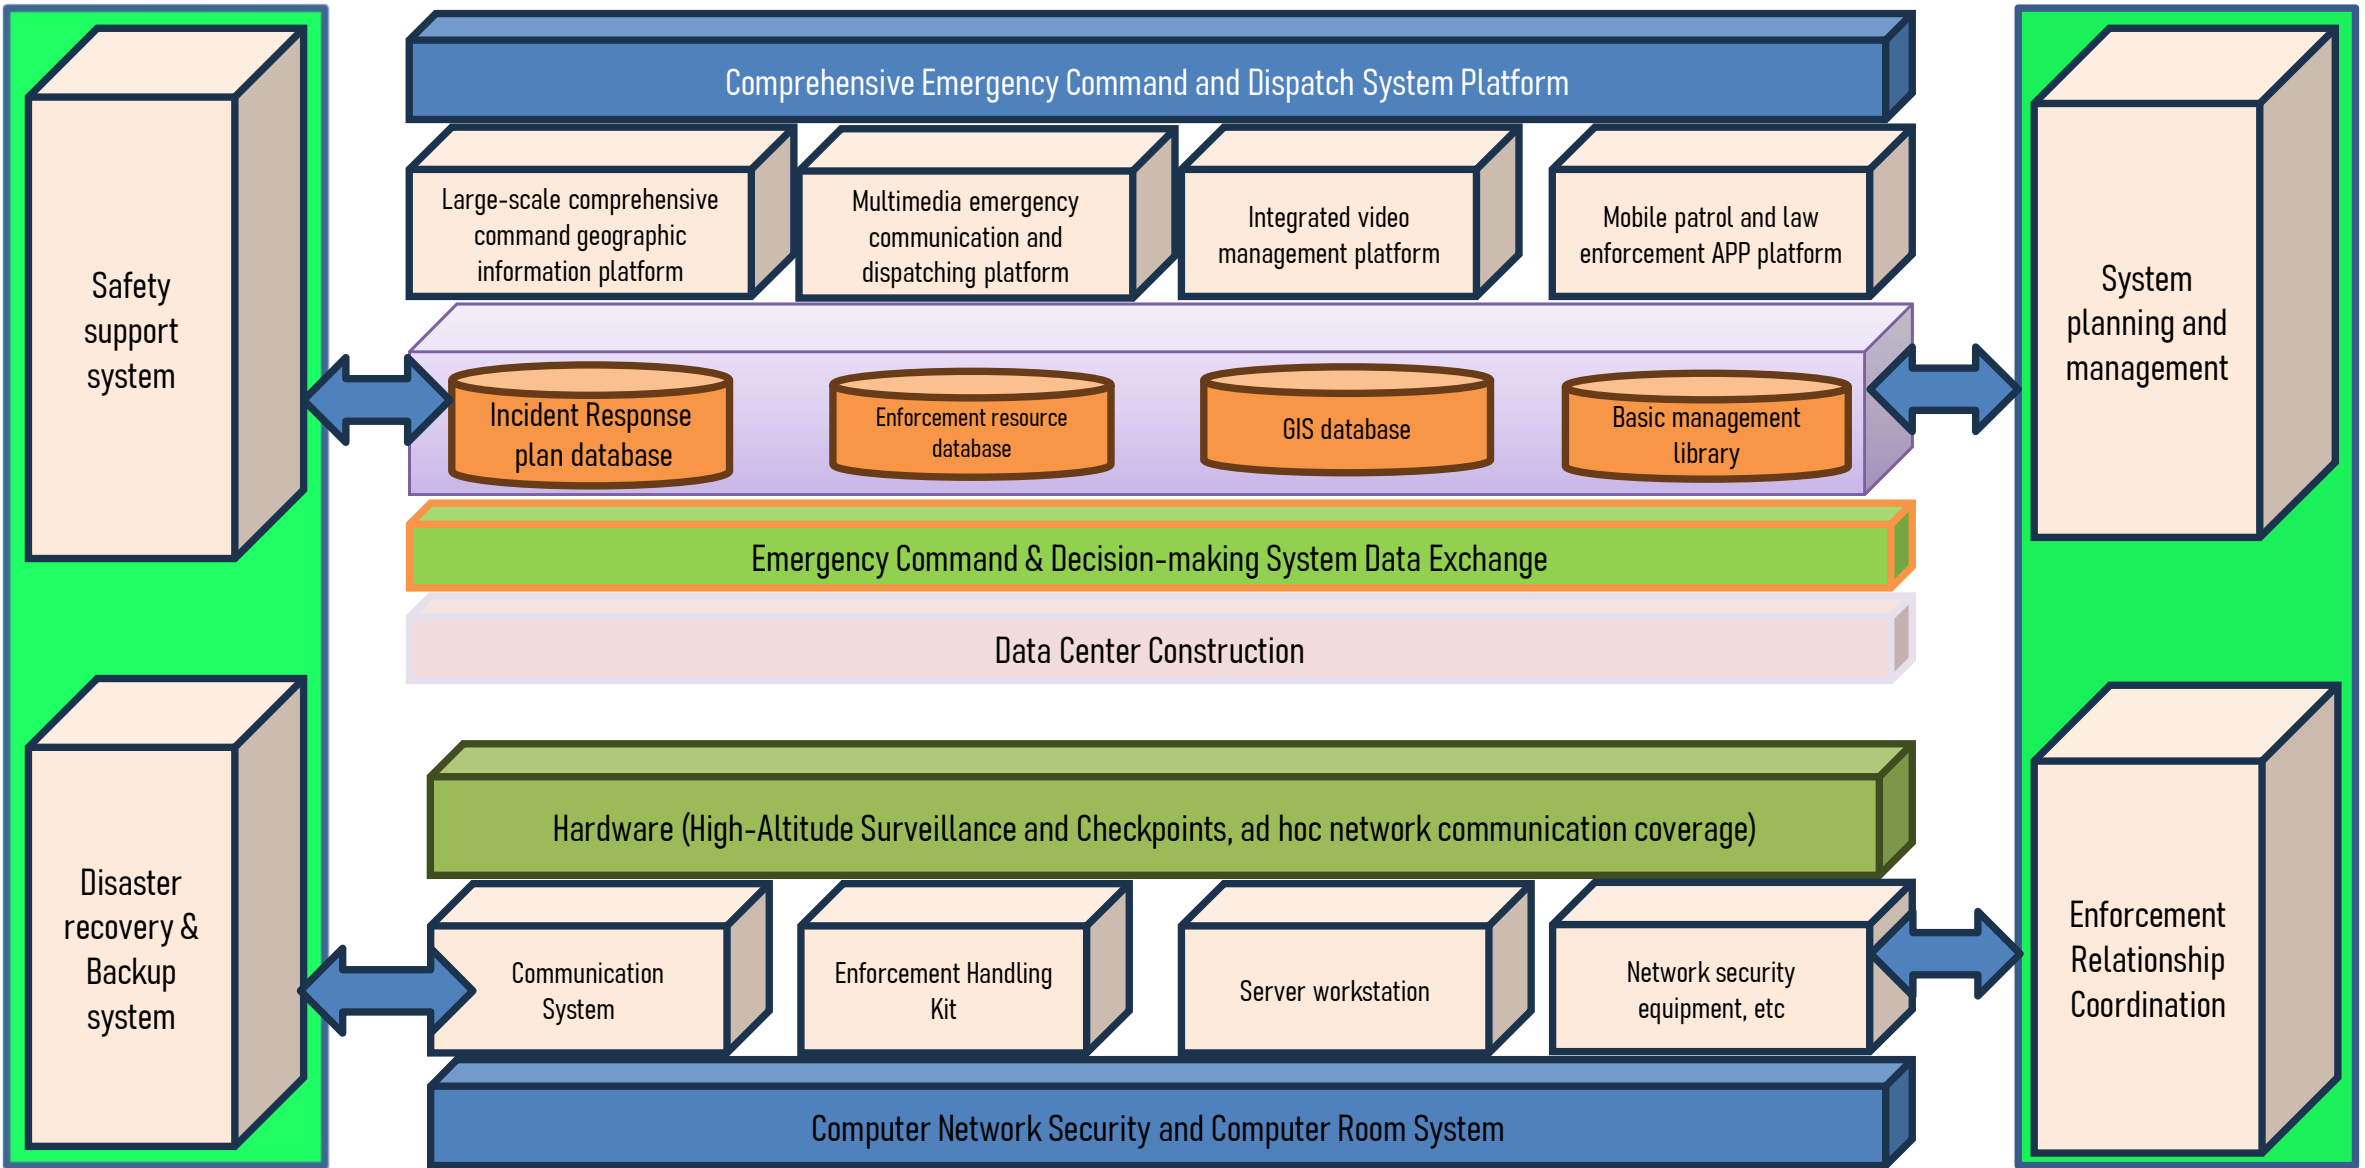 Comprehensive Emergency Command and Dispatch System Platform
Large-scale comprehensive
command geographic
information platform
Multimedia emergency
communication and
dispatching platform
Integrated video
management platform
Mobile patrol and law
enforcement APP platform
Safety
support
system
System
planning and
management
Incident Response
plan database
Enforcement resource
database
GIS database
Basic management
library
Emergency Command & Decision-making System Data Exchange
Data Center Construction
Hardware (High-Altitude Surveillance and Checkpoints, ad hoc network communication coverage)
Disaster
recovery &
Backup
system
Enforcement
Relationship
Coordination
Communication
System
Enforcement Handling
Kit
Server workstation
Network security
equipment, etc
Computer Network Security and Computer Room System